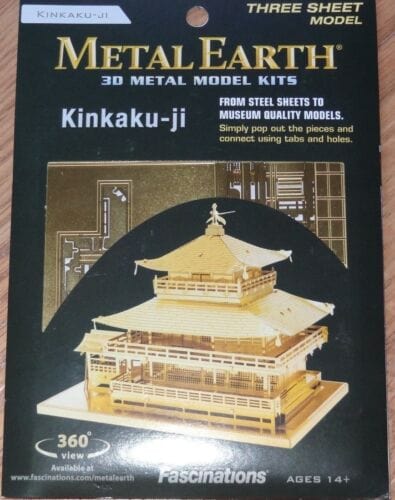 KINKAKU-JI
THREE SHEET
MODEL
METAL EARTH®
3D METAL MODEL KITS
Kinkaku-ji
FROM STEEL SHEETS TO
MUSEUM QUALITY MODELS.
Simply pop out the pieces and
connect using tabs and holes.
360°
view
Available at
www.fascinations.com/metalearth
Fascinations®
AGES 14+